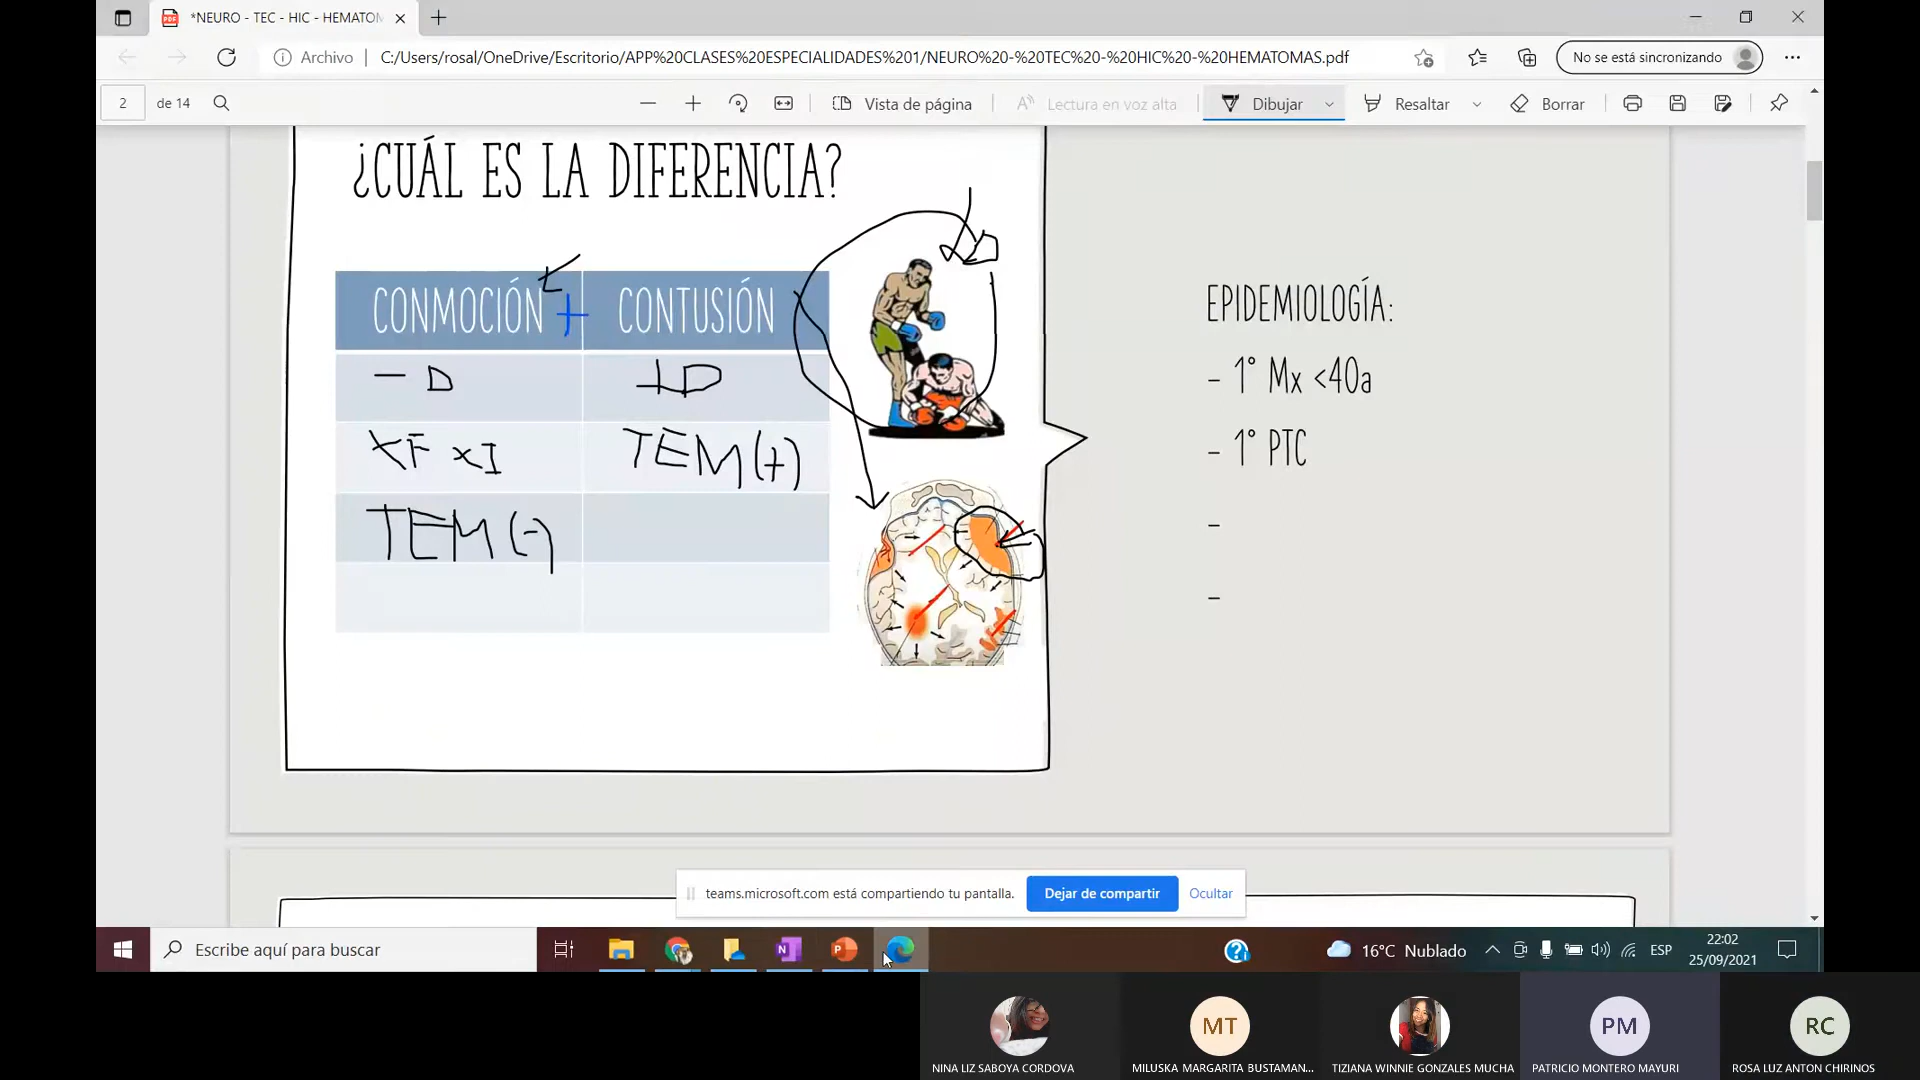 *NEURO - TEC - HIC - HEMATOM
Archivo
C:/Users/rosal/OneDrive/Escritorio/APP%20CLASES%20ESPECIALIDADES%201/NEURO%20-%20TEC%20-%20HIC%20-%20HEMATOMAS.pdf
No se está sincronizando
2 de 14
Vista de página
Lectura en voz alta
Dibujar
Resaltar
Borrar
¿CUÁL ES LA DIFERENCIA?
CONMOCIÓN + CONTUSIÓN
- D
+D
TEM(+)
TEM(-)
EPIDEMIOLOGÍA:
- 1° Mx <40a
- 1° PTC
-
-
teams.microsoft.com está compartiendo tu pantalla.
Dejar de compartir
Ocultar
Escribe aquí para buscar
16°C Nublado
ESP
22:02
25/09/2021
MT
PM
RC
NINA LIZ SABOYA CORDOVA
MILUSKA MARGARITA BUSTAMAN...
TIZIANA WINNIE GONZALES MUCHA
PATRICIO MONTERO MAYURI
ROSA LUZ ANTON CHIRINOS